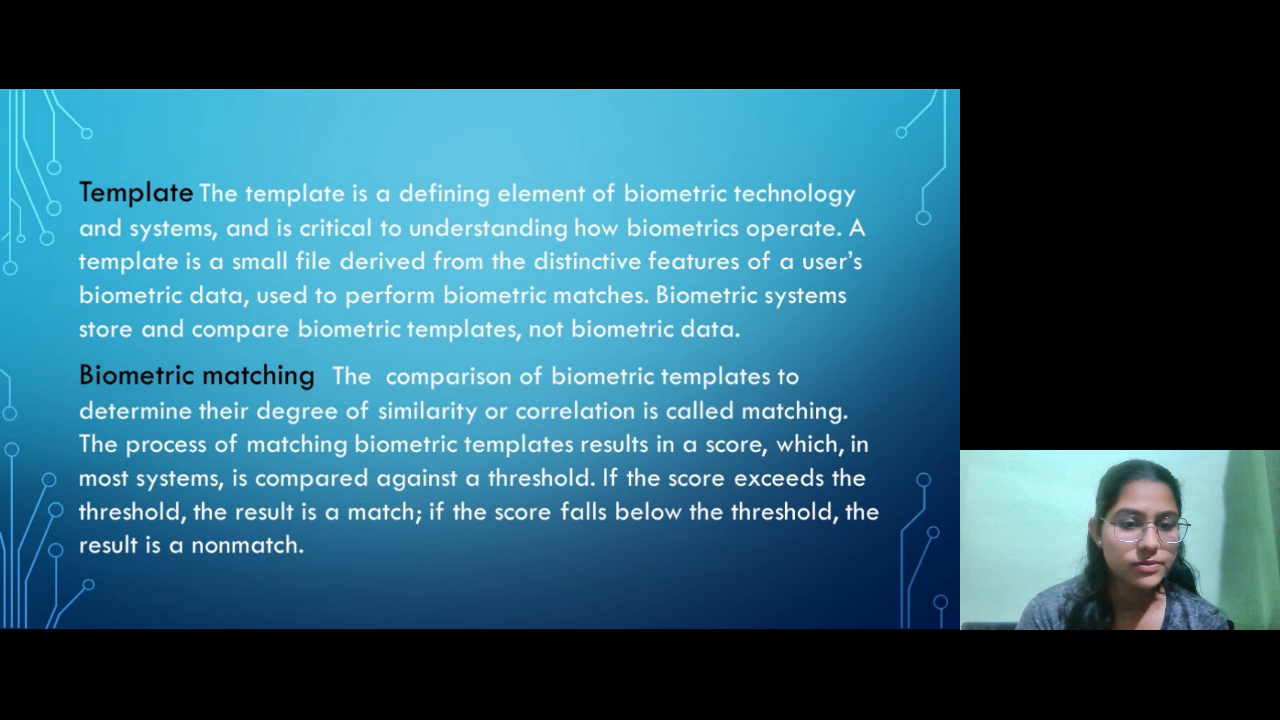 Template The template is a defining element of biometric technology
and systems, and is critical to understanding how biometrics operate. A
template is a small file derived from the distinctive features of a user’s
biometric data, used to perform biometric matches. Biometric systems
store and compare biometric templates, not biometric data.
Biometric matching The comparison of biometric templates to
determine their degree of similarity or correlation is called matching.
The process of matching biometric templates results in a score, which, in
most systems, is compared against a threshold. If the score exceeds the
threshold, the result is a match; if the score falls below the threshold, the
result is a nonmatch.